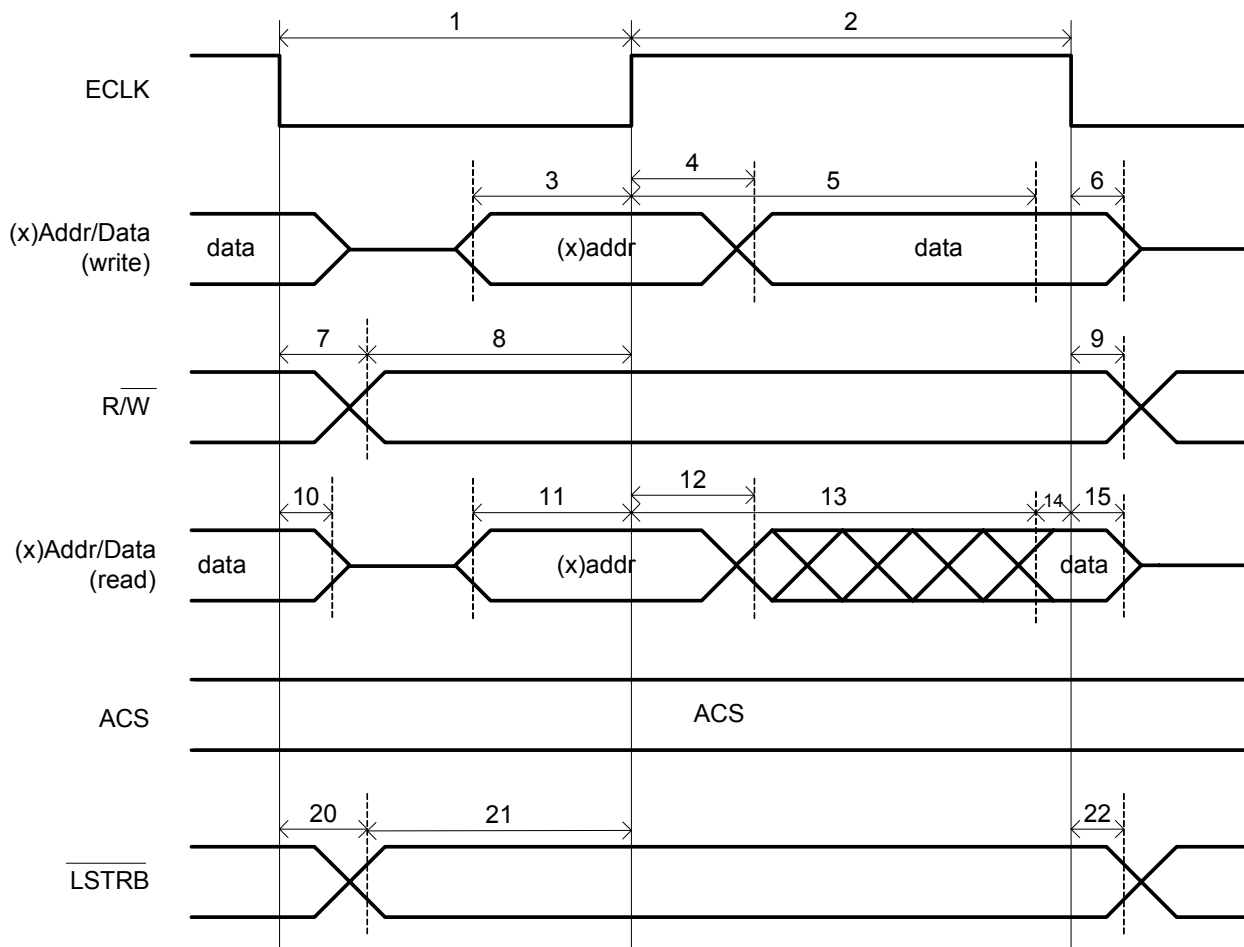 1 2
ECLK
3 4 5 6
(x)Addr/Data
(write)
data (x)addr data
7 8 9
R/W
10 11 12 13 14 15
(x)Addr/Data
(read)
data (x)addr data
ACS ACS
20 21 22
LSTRB